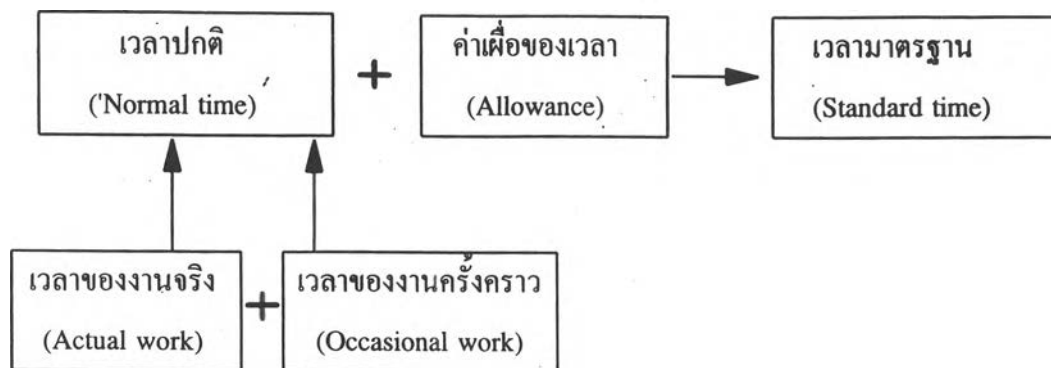 เวลาปกติ
('Normal time)
+
ค่าเผื่อของเวลา
(Allowance)
เวลามาตรฐาน
(Standard time)
เวลาของงานจริง
(Actual work)
+
เวลาของงานครั้งคราว
(Occasional work)